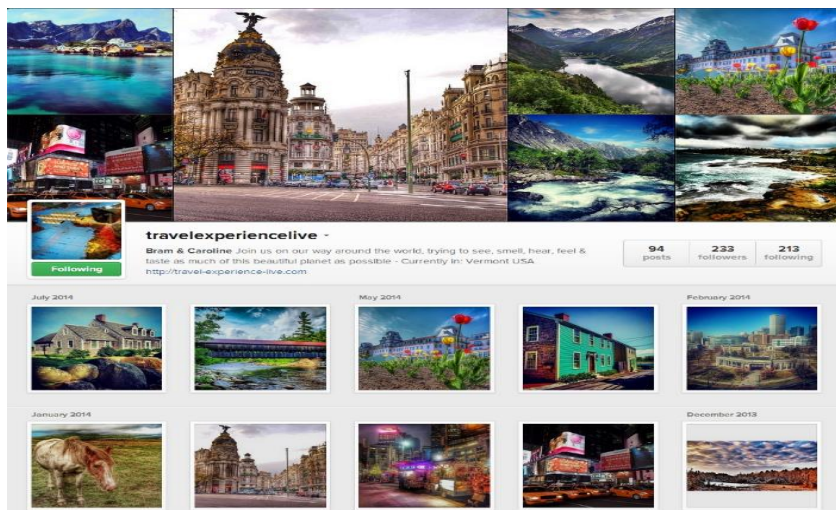 travelexperiencelive
Bram & Caroline Join us on our way around the world, trying to see, smell, hear, feel &
taste as much of this beautiful planet as possible - Currently in: Vermont USA
http://travel-experience-live.com
Following
94
posts
233
followers
213
following
July 2014
May 2014
February 2014
January 2014
December 2013